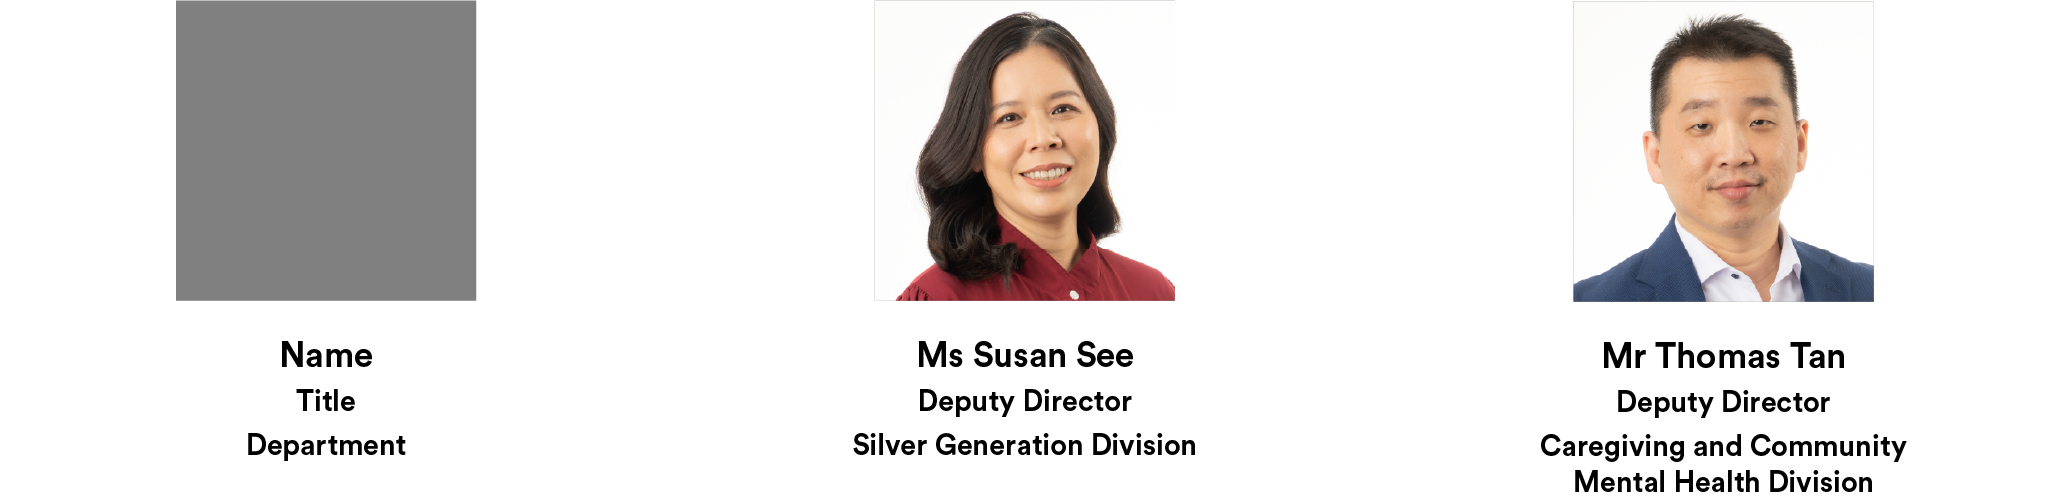 Name
Title
Department
Ms Susan See
Deputy Director
Silver Generation Division
Mr Thomas Tan
Deputy Director
Caregiving and Community
Mental Health Division